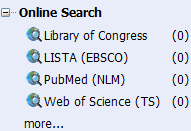 Online Search
Library of Congress (0)
LISTA (EBSCO) (0)
PubMed (NLM) (0)
Web of Science (TS) (0)
more...